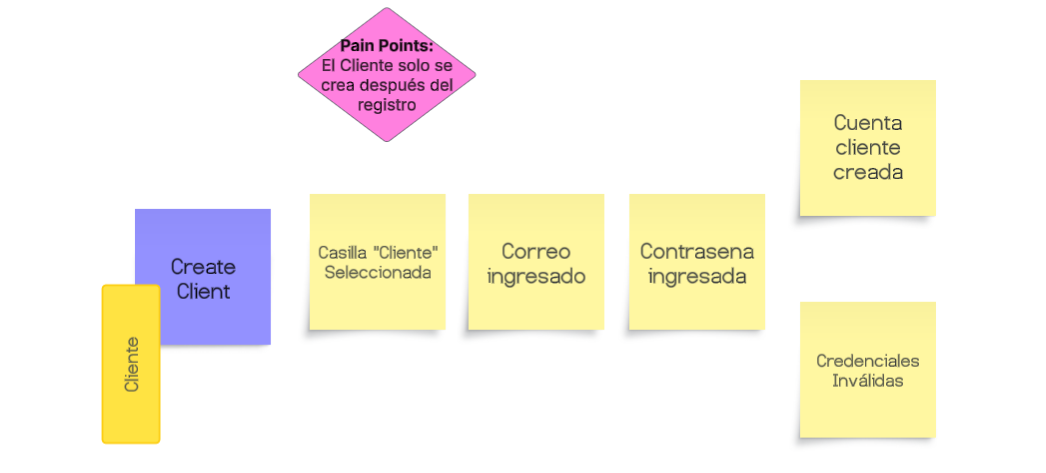 Pain Points:
El Cliente solo se
crea después del
registro
Cuenta
cliente
creada
Create
Client
Casilla "Cliente"
Seleccionada
Correo
ingresado
Contrasena
ingresada
Cliente
Credenciales
Inválidas